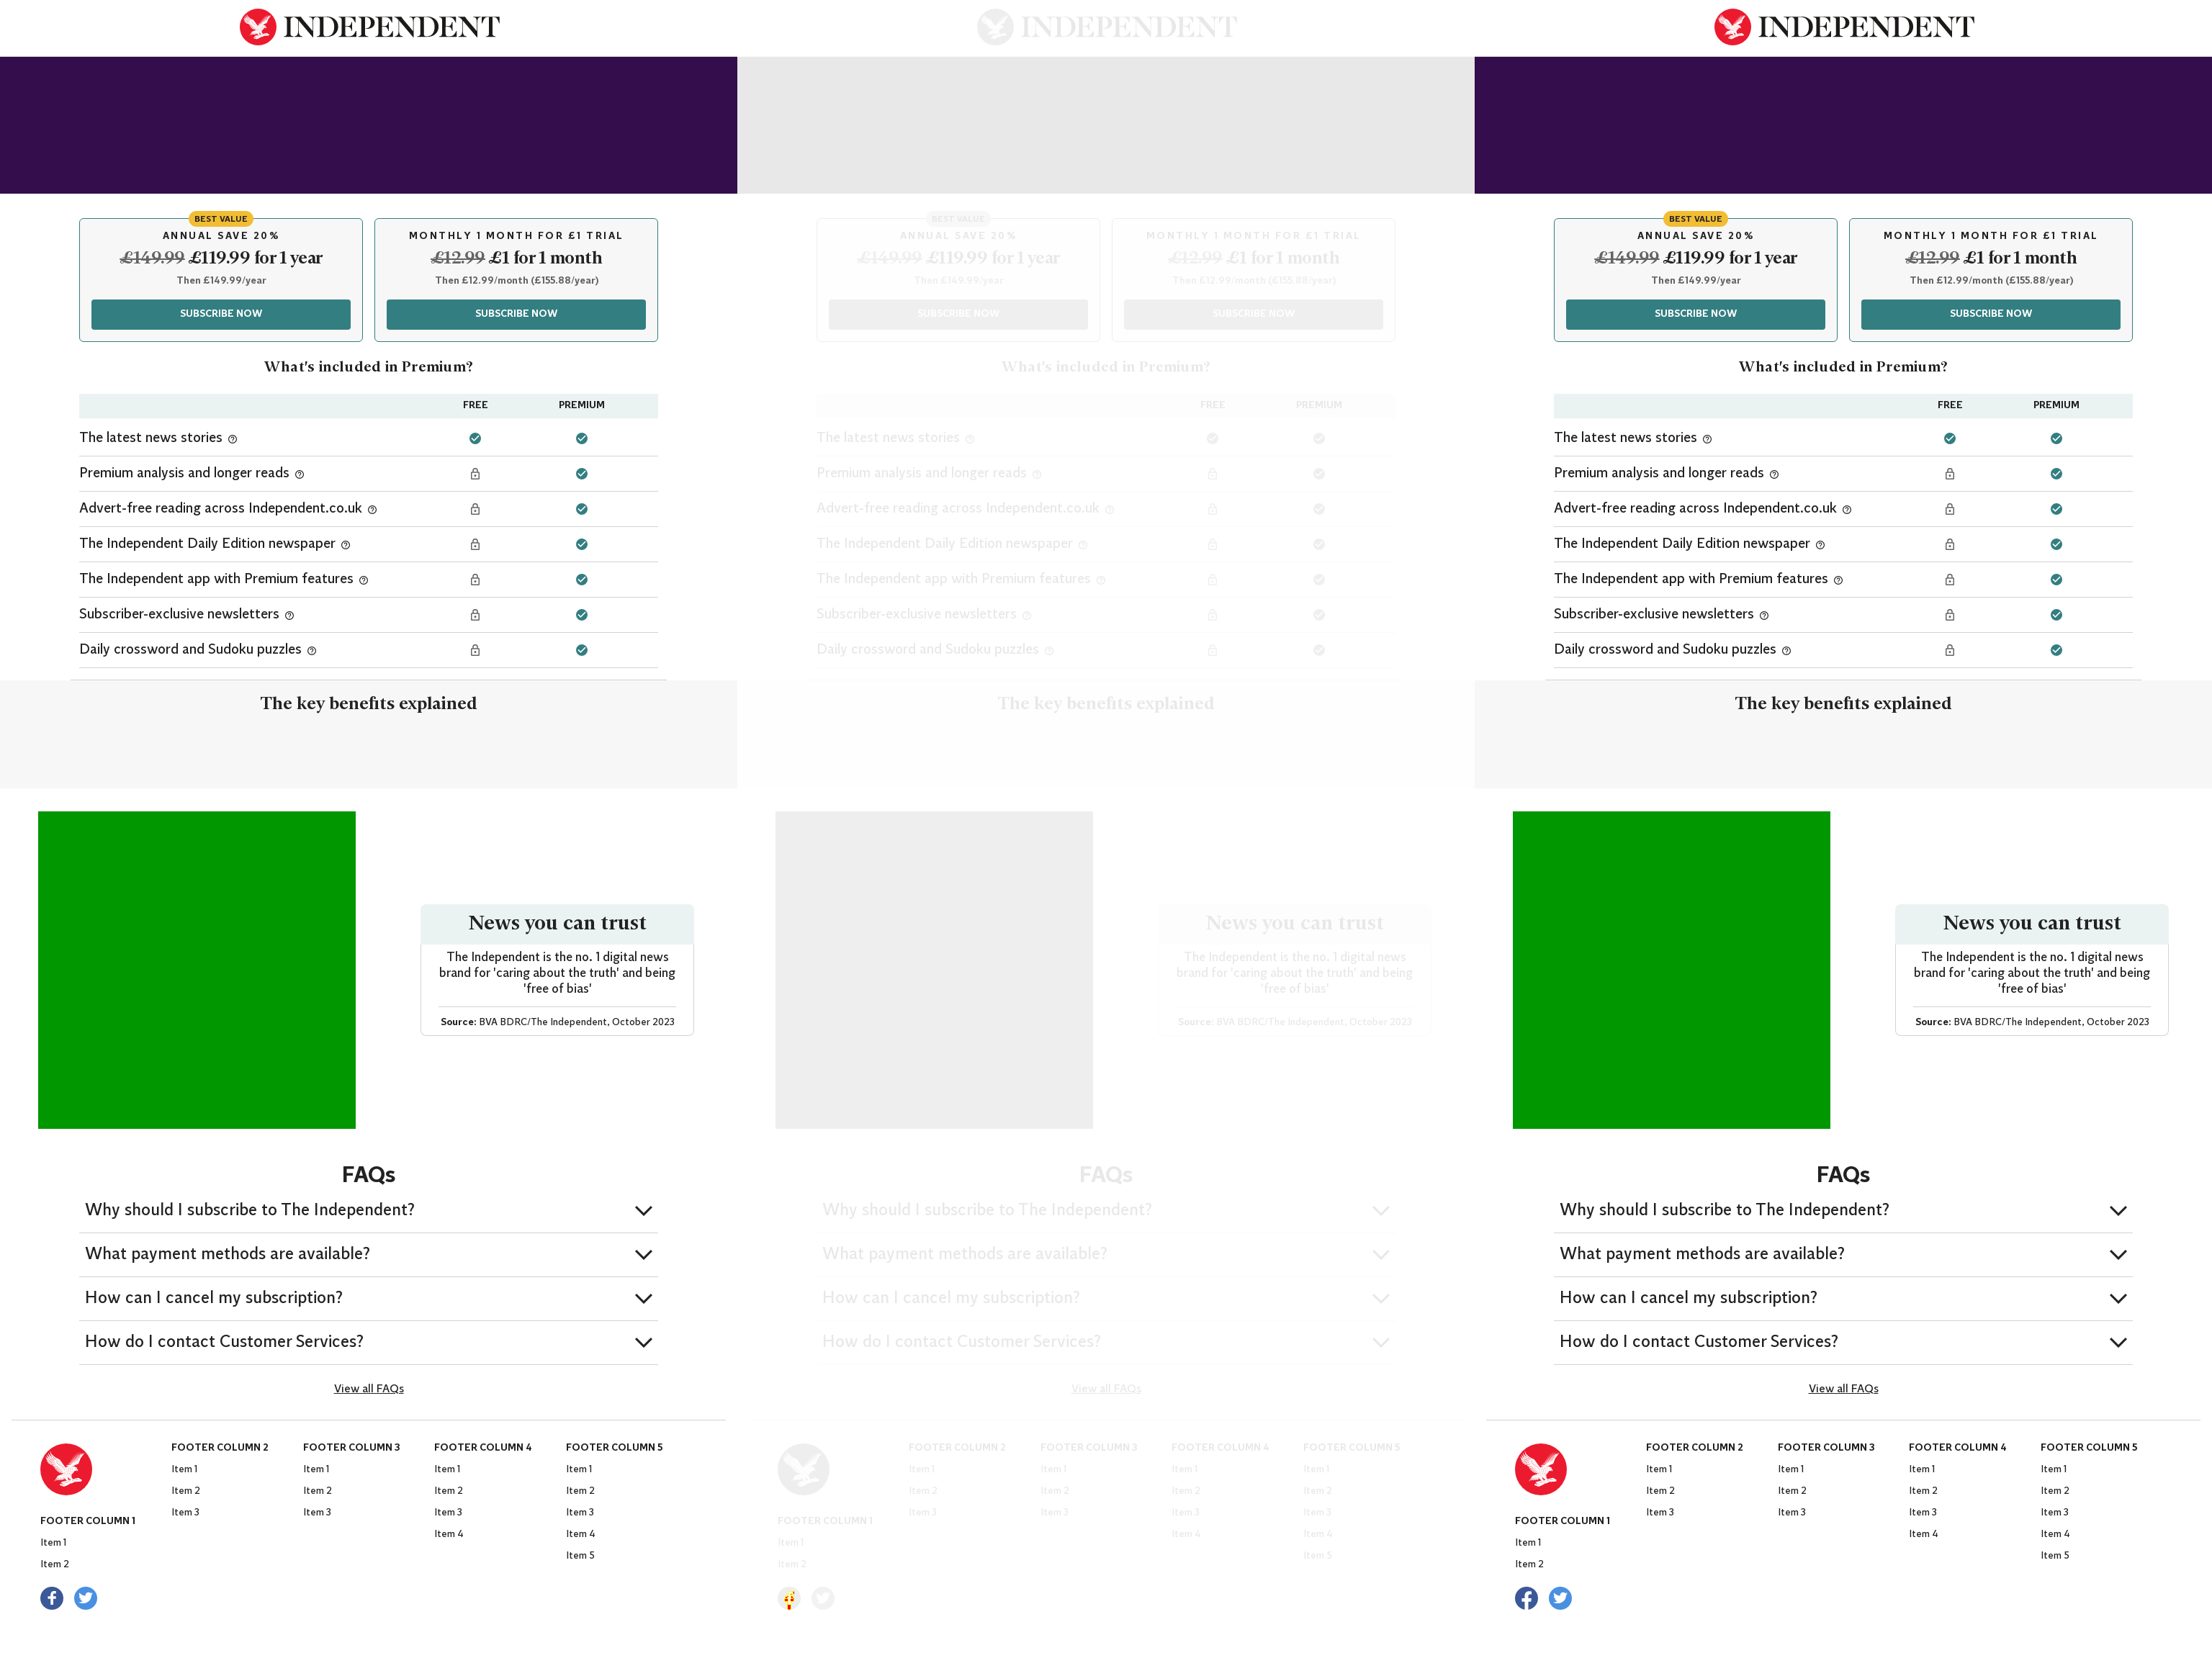 INDEPENDENT
BEST VALUE
ANNUAL SAVE 20%
£149.99 £119.99 for 1 year
Then £149.99/year
SUBSCRIBE NOW
MONTHLY 1 MONTH FOR £1 TRIAL
£12.99 £1 for 1 month
Then £12.99/month (£155.88/year)
SUBSCRIBE NOW
What's included in Premium?
FREE PREMIUM
The latest news stories
Premium analysis and longer reads
Advert-free reading across Independent.co.uk
The Independent Daily Edition newspaper
The Independent app with Premium features
Subscriber-exclusive newsletters
Daily crossword and Sudoku puzzles
The key benefits explained
News you can trust
The Independent is the no. 1 digital news
brand for 'caring about the truth' and being
'free of bias'
Source: BVA BDRC/The Independent, October 2023
FAQs
Why should I subscribe to The Independent?
What payment methods are available?
How can I cancel my subscription?
How do I contact Customer Services?
View all FAQs
FOOTER COLUMN 1
Item 1
Item 2
FOOTER COLUMN 2
Item 1
Item 2
Item 3
FOOTER COLUMN 3
Item 1
Item 2
Item 3
FOOTER COLUMN 4
Item 1
Item 2
Item 3
Item 4
FOOTER COLUMN 5
Item 1
Item 2
Item 3
Item 4
Item 5
INDEPENDENT
BEST VALUE
ANNUAL SAVE 20%
£149.99 £119.99 for 1 year
Then £149.99/year
SUBSCRIBE NOW
MONTHLY 1 MONTH FOR £1 TRIAL
£12.99 £1 for 1 month
Then £12.99/month (£155.88/year)
SUBSCRIBE NOW
What's included in Premium?
FREE PREMIUM
The latest news stories
Premium analysis and longer reads
Advert-free reading across Independent.co.uk
The Independent Daily Edition newspaper
The Independent app with Premium features
Subscriber-exclusive newsletters
Daily crossword and Sudoku puzzles
The key benefits explained
News you can trust
The Independent is the no. 1 digital news
brand for 'caring about the truth' and being
'free of bias'
Source: BVA BDRC/The Independent, October 2023
FAQs
Why should I subscribe to The Independent?
What payment methods are available?
How can I cancel my subscription?
How do I contact Customer Services?
View all FAQs
FOOTER COLUMN 1
Item 1
Item 2
FOOTER COLUMN 2
Item 1
Item 2
Item 3
FOOTER COLUMN 3
Item 1
Item 2
Item 3
FOOTER COLUMN 4
Item 1
Item 2
Item 3
Item 4
FOOTER COLUMN 5
Item 1
Item 2
Item 3
Item 4
Item 5
INDEPENDENT
BEST VALUE
ANNUAL SAVE 20%
£149.99 £119.99 for 1 year
Then £149.99/year
SUBSCRIBE NOW
MONTHLY 1 MONTH FOR £1 TRIAL
£12.99 £1 for 1 month
Then £12.99/month (£155.88/year)
SUBSCRIBE NOW
What's included in Premium?
FREE PREMIUM
The latest news stories
Premium analysis and longer reads
Advert-free reading across Independent.co.uk
The Independent Daily Edition newspaper
The Independent app with Premium features
Subscriber-exclusive newsletters
Daily crossword and Sudoku puzzles
The key benefits explained
News you can trust
The Independent is the no. 1 digital news
brand for 'caring about the truth' and being
'free of bias'
Source: BVA BDRC/The Independent, October 2023
FAQs
Why should I subscribe to The Independent?
What payment methods are available?
How can I cancel my subscription?
How do I contact Customer Services?
View all FAQs
FOOTER COLUMN 1
Item 1
Item 2
FOOTER COLUMN 2
Item 1
Item 2
Item 3
FOOTER COLUMN 3
Item 1
Item 2
Item 3
FOOTER COLUMN 4
Item 1
Item 2
Item 3
Item 4
FOOTER COLUMN 5
Item 1
Item 2
Item 3
Item 4
Item 5